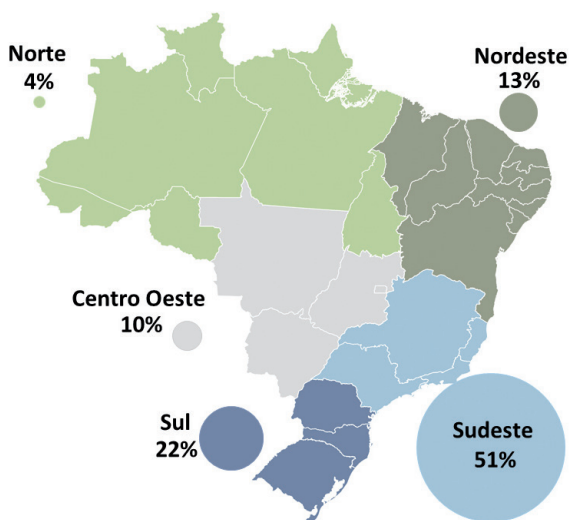 Norte
4%
Nordeste
13%
Centro Oeste
10%
Sul
22%
Sudeste
51%